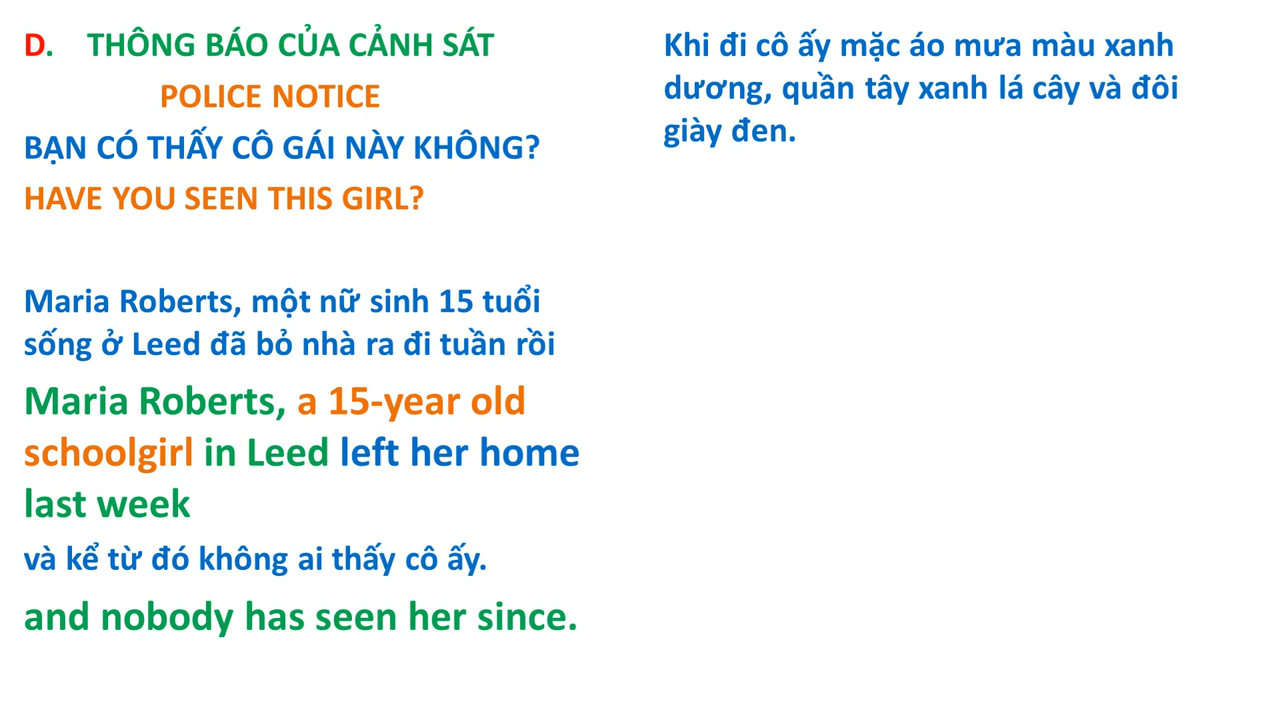 D. THÔNG BÁO CỦA CẢNH SÁT
POLICE NOTICE
BẠN CÓ THẤY CÔ GÁI NÀY KHÔNG?
HAVE YOU SEEN THIS GIRL?
Maria Roberts, một nữ sinh 15 tuổi
sống ở Leed đã bỏ nhà ra đi tuần rồi
Maria Roberts, a 15-year old
schoolgirl in Leed left her home
last week
và kể từ đó không ai thấy cô ấy.
and nobody has seen her since.
Khi đi cô ấy mặc áo mưa màu xanh
dương, quần tây xanh lá cây và đôi
giày đen.